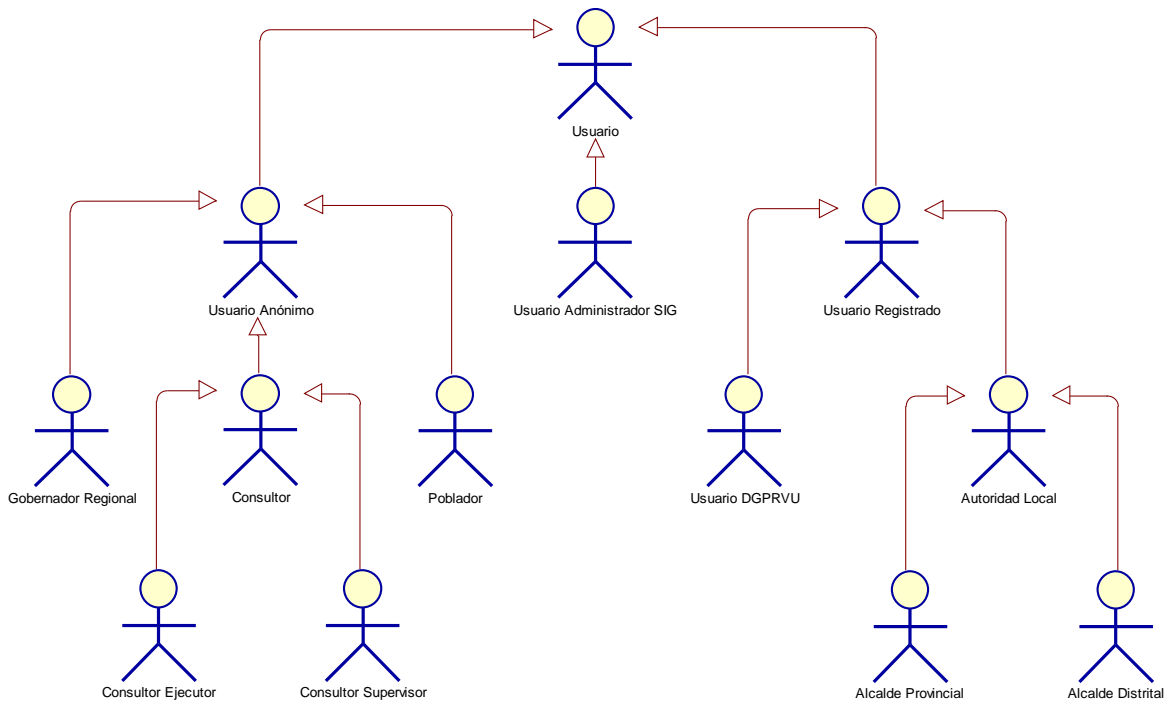 Usuario
Usuario Anónimo
Usuario Administrador SIG
Usuario Registrado
Gobernador Regional
Consultor
Poblador
Usuario DGPRVU
Autoridad Local
Consultor Ejecutor
Consultor Supervisor
Alcalde Provincial
Alcalde Distrital